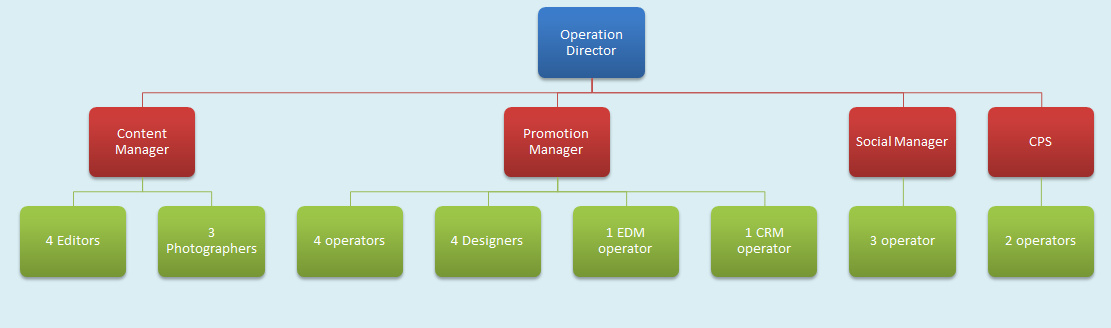 Operation
Director
Content
Manager
Promotion
Manager
Social Manager
CPS
4 Editors
3
Photographers
4 operators
4 Designers
1 EDM
operator
1 CRM
operator
3 operator
2 operators